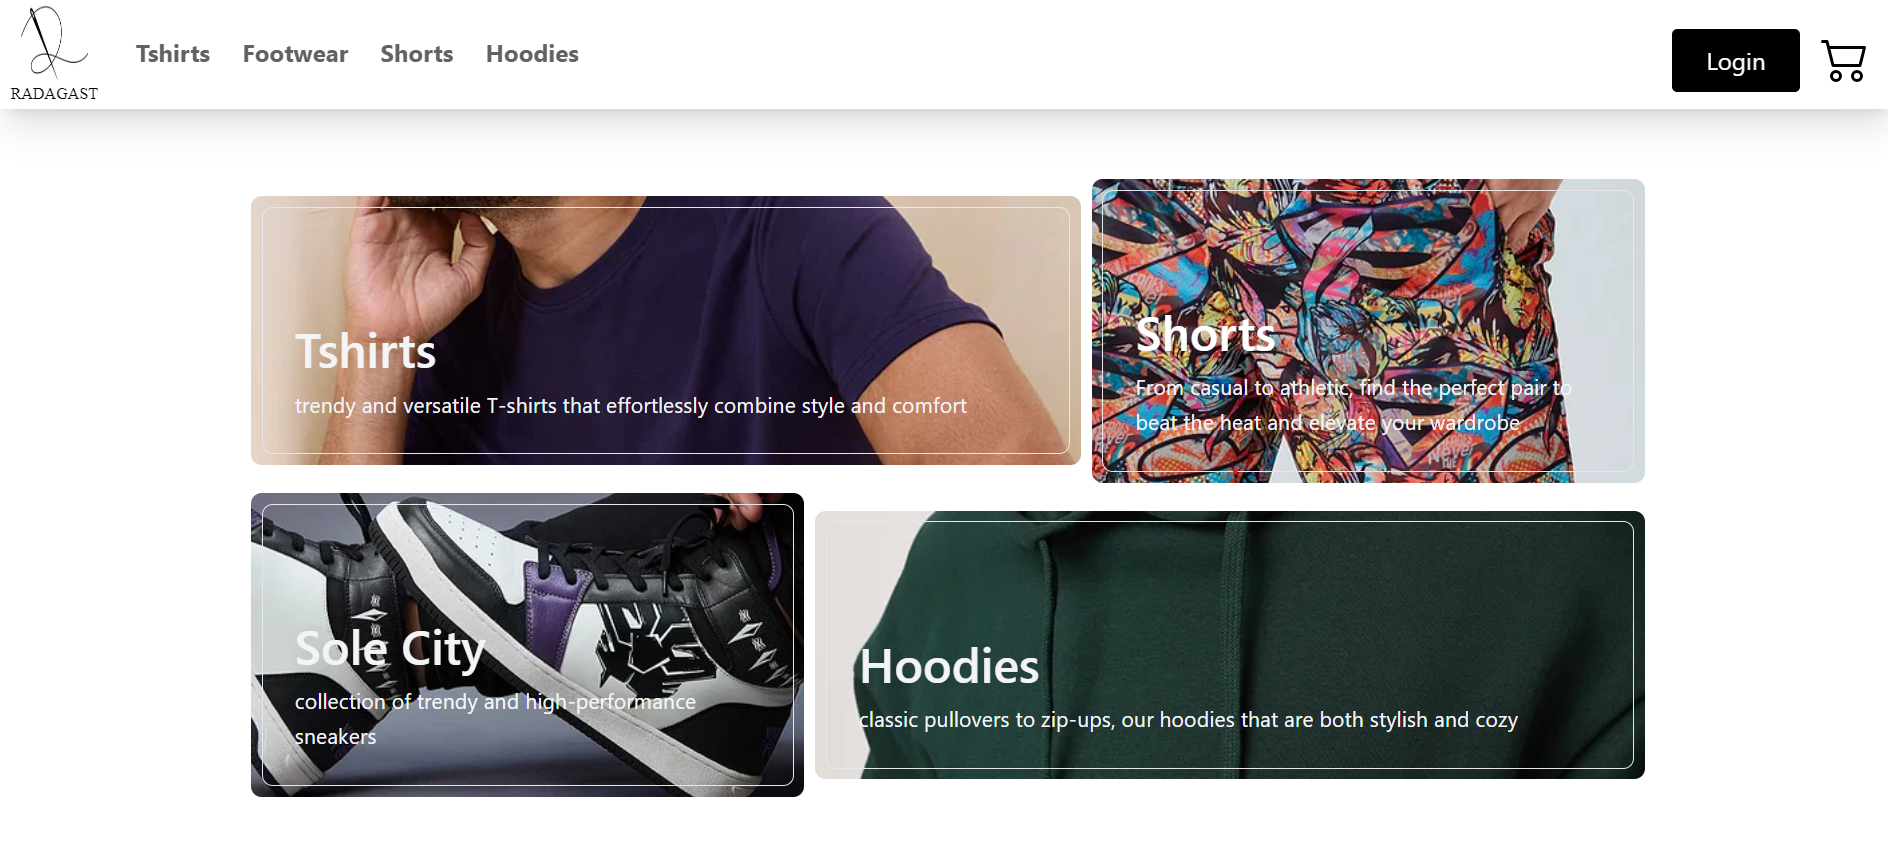 RADAGAST
Tshirts
Footwear
Shorts
Hoodies
Login
Tshirts
trendy and versatile T-shirts that effortlessly combine style and comfort
Shorts
From casual to athletic, find the perfect pair to
beat the heat and elevate your wardrobe
Sole City
collection of trendy and high-performance
sneakers
Hoodies
classic pullovers to zip-ups, our hoodies that are both stylish and cozy